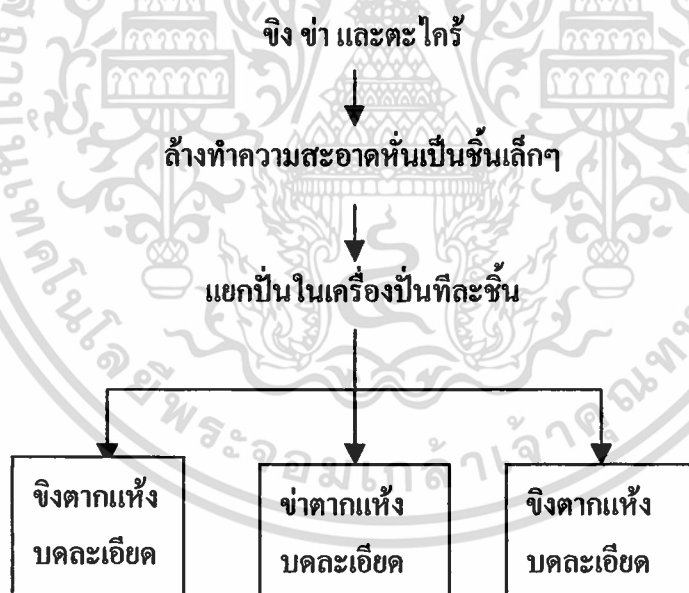 ขิง ข่า และตะไคร้
ล้างทำความสะอาดหั่นเป็นชิ้นเล็กๆ
แยกปั่นในเครื่องปั่นทีละชิ้น
ขิงตากแห้ง
บดละเอียด
ข่าตากแห้ง
บดละเอียด
ขิงตากแห้ง
บดละเอียด